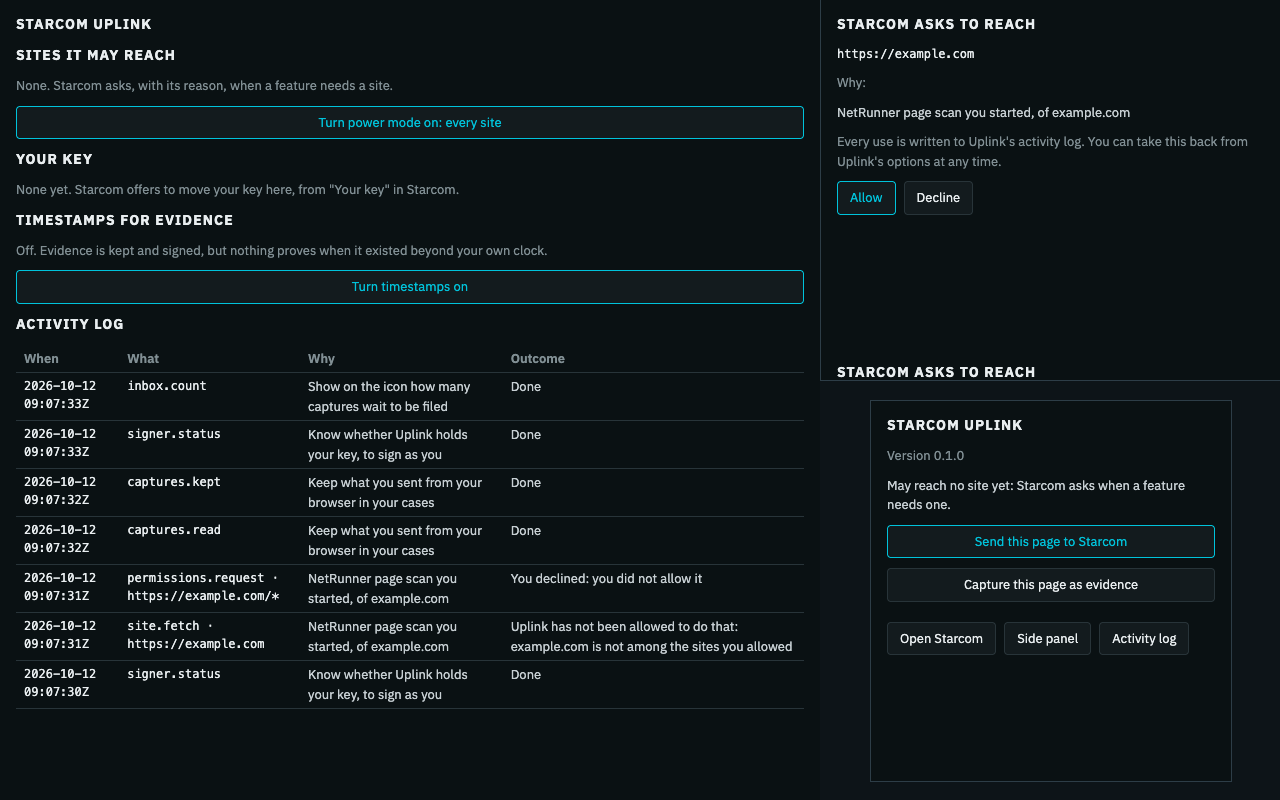 STARCOM UPLINK
SITES IT MAY REACH
None. Starcom asks, with its reason, when a feature needs a site.
Turn power mode on: every site
YOUR KEY
None yet. Starcom offers to move your key here, from "Your key" in Starcom.
TIMESTAMPS FOR EVIDENCE
Off. Evidence is kept and signed, but nothing proves when it existed beyond your own clock.
Turn timestamps on
ACTIVITY LOG
When What Why Outcome
2026-10-12 inbox.count Show on the icon how many Done
09:07:33Z captures wait to be filed
2026-10-12 signer.status Know whether Uplink holds Done
09:07:33Z your key, to sign as you
2026-10-12 captures.kept Keep what you sent from your Done
09:07:32Z browser in your cases
2026-10-12 captures.read Keep what you sent from your Done
09:07:32Z browser in your cases
2026-10-12 permissions.request · NetRunner page scan you You declined: you did not allow it
09:07:31Z https://example.com/* started, of example.com
2026-10-12 site.fetch · NetRunner page scan you Uplink has not been allowed to do that:
09:07:31Z https://example.com started, of example.com example.com is not among the sites you allowed
2026-10-12 signer.status Know whether Uplink holds Done
09:07:30Z your key, to sign as you
STARCOM ASKS TO REACH
https://example.com
Why:
NetRunner page scan you started, of example.com
Every use is written to Uplink's activity log. You can take this back from
Uplink's options at any time.
Allow Decline
STARCOM ASKS TO REACH
STARCOM UPLINK
Version 0.1.0
May reach no site yet: Starcom asks when a feature
needs one.
Send this page to Starcom
Capture this page as evidence
Open Starcom Side panel Activity log